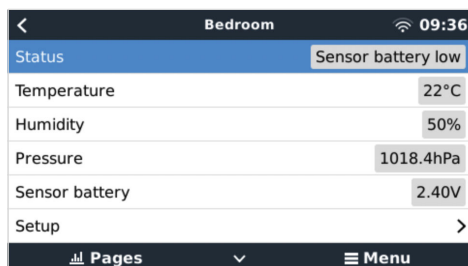 Bedroom 09:36
Status Sensor battery low
Temperature 22°C
Humidity 50%
Pressure 1018.4hPa
Sensor battery 2.40V
Setup
Pages Menu